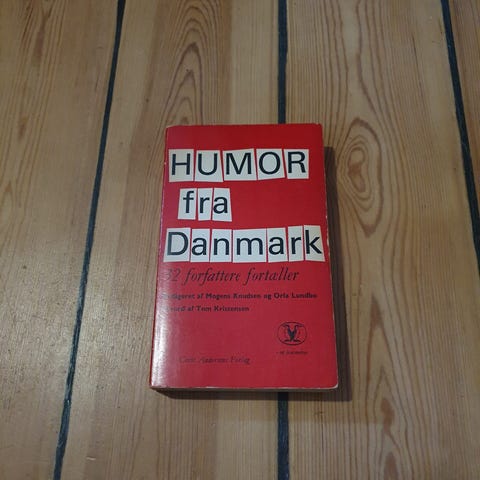 HUMOR
fra
Danmark
32 forfattere fortæller
Redigeret af Mogens Knudsen og Orla Lundbo
Forord af Tom Kristensen
Carit Andersens Forlag